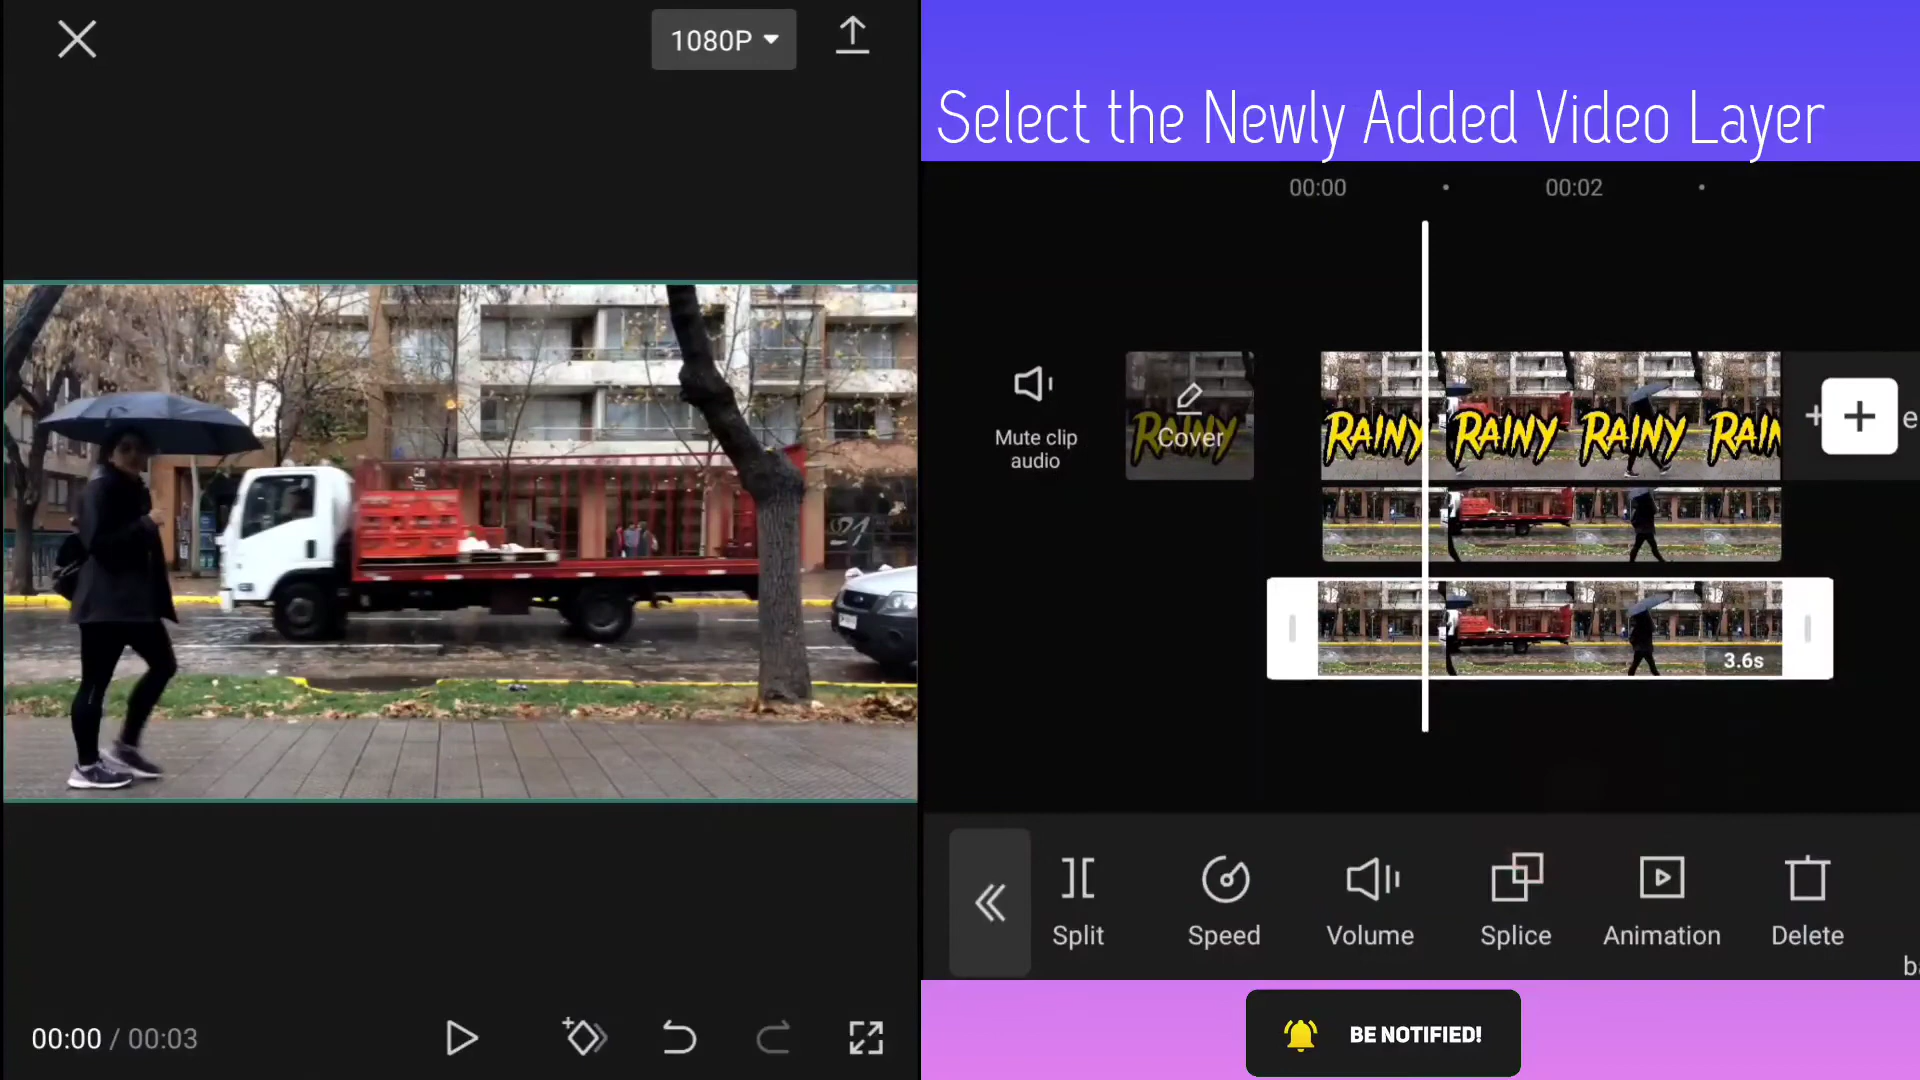 1080P
Select the Newly Added Video Layer
00:00
00:02
Mute clip
audio
RAINY
Cover
RAINY
RAINY
RAINY
RAIN
+
+
e
3.6s
Split
Speed
Volume
Splice
Animation
Delete
00:00 / 00:03
BE NOTIFIED!